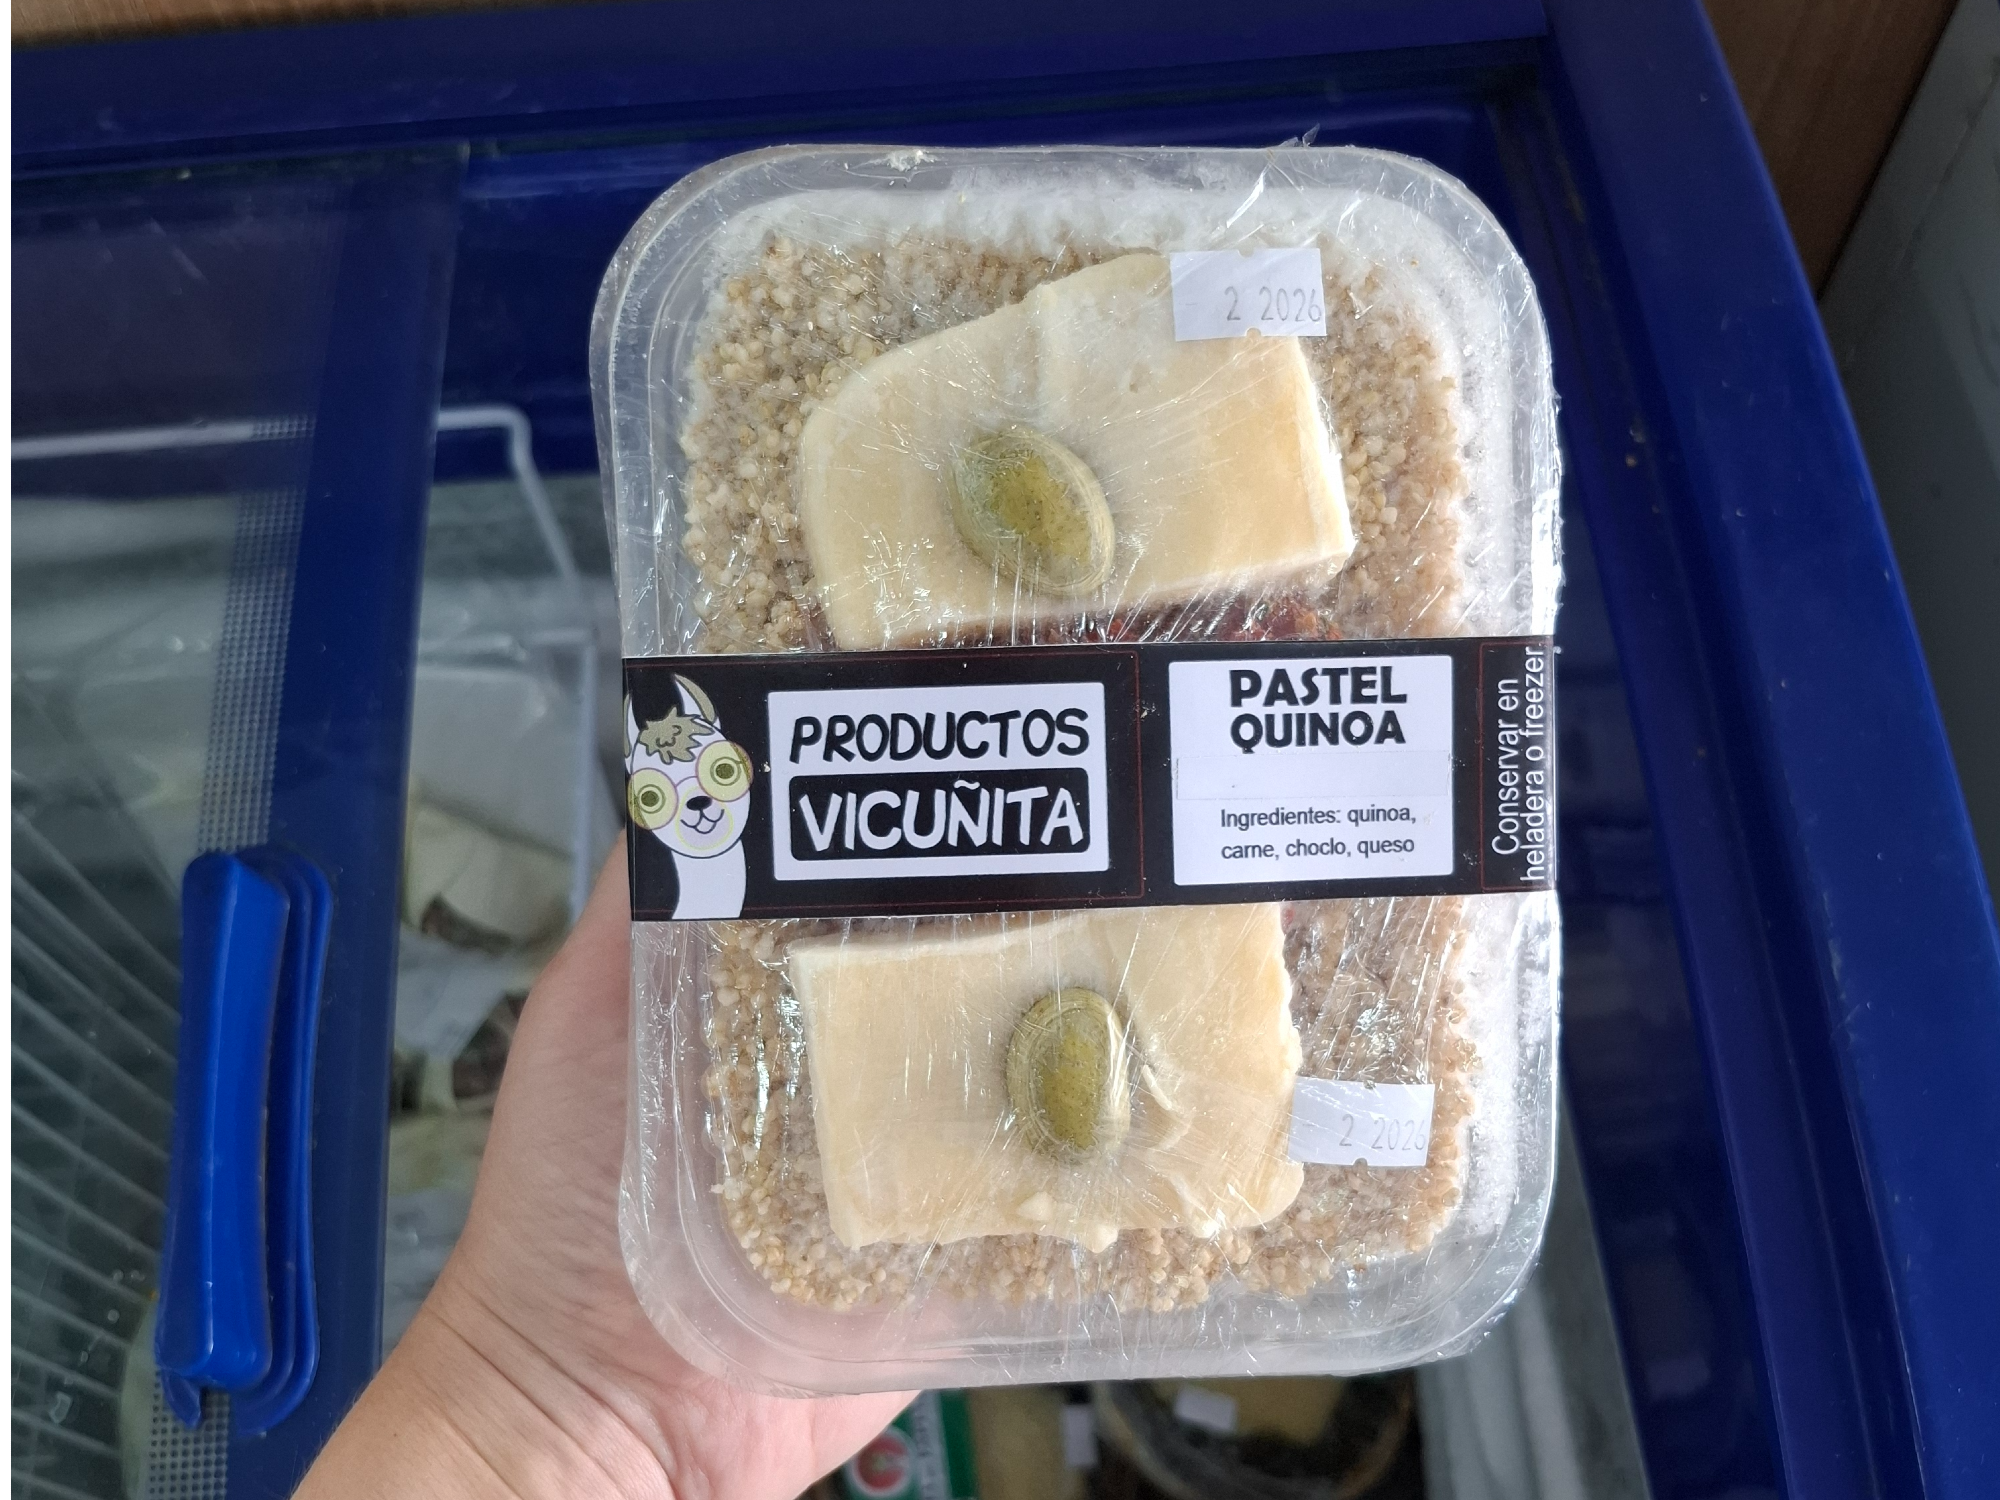 - 2 2026
PRODUCTOS
VICUÑITA
PASTEL
QUINOA
Ingredientes: quinoa,
carne, choclo, queso
Conservar en
heladera o freezer
- 2 2026